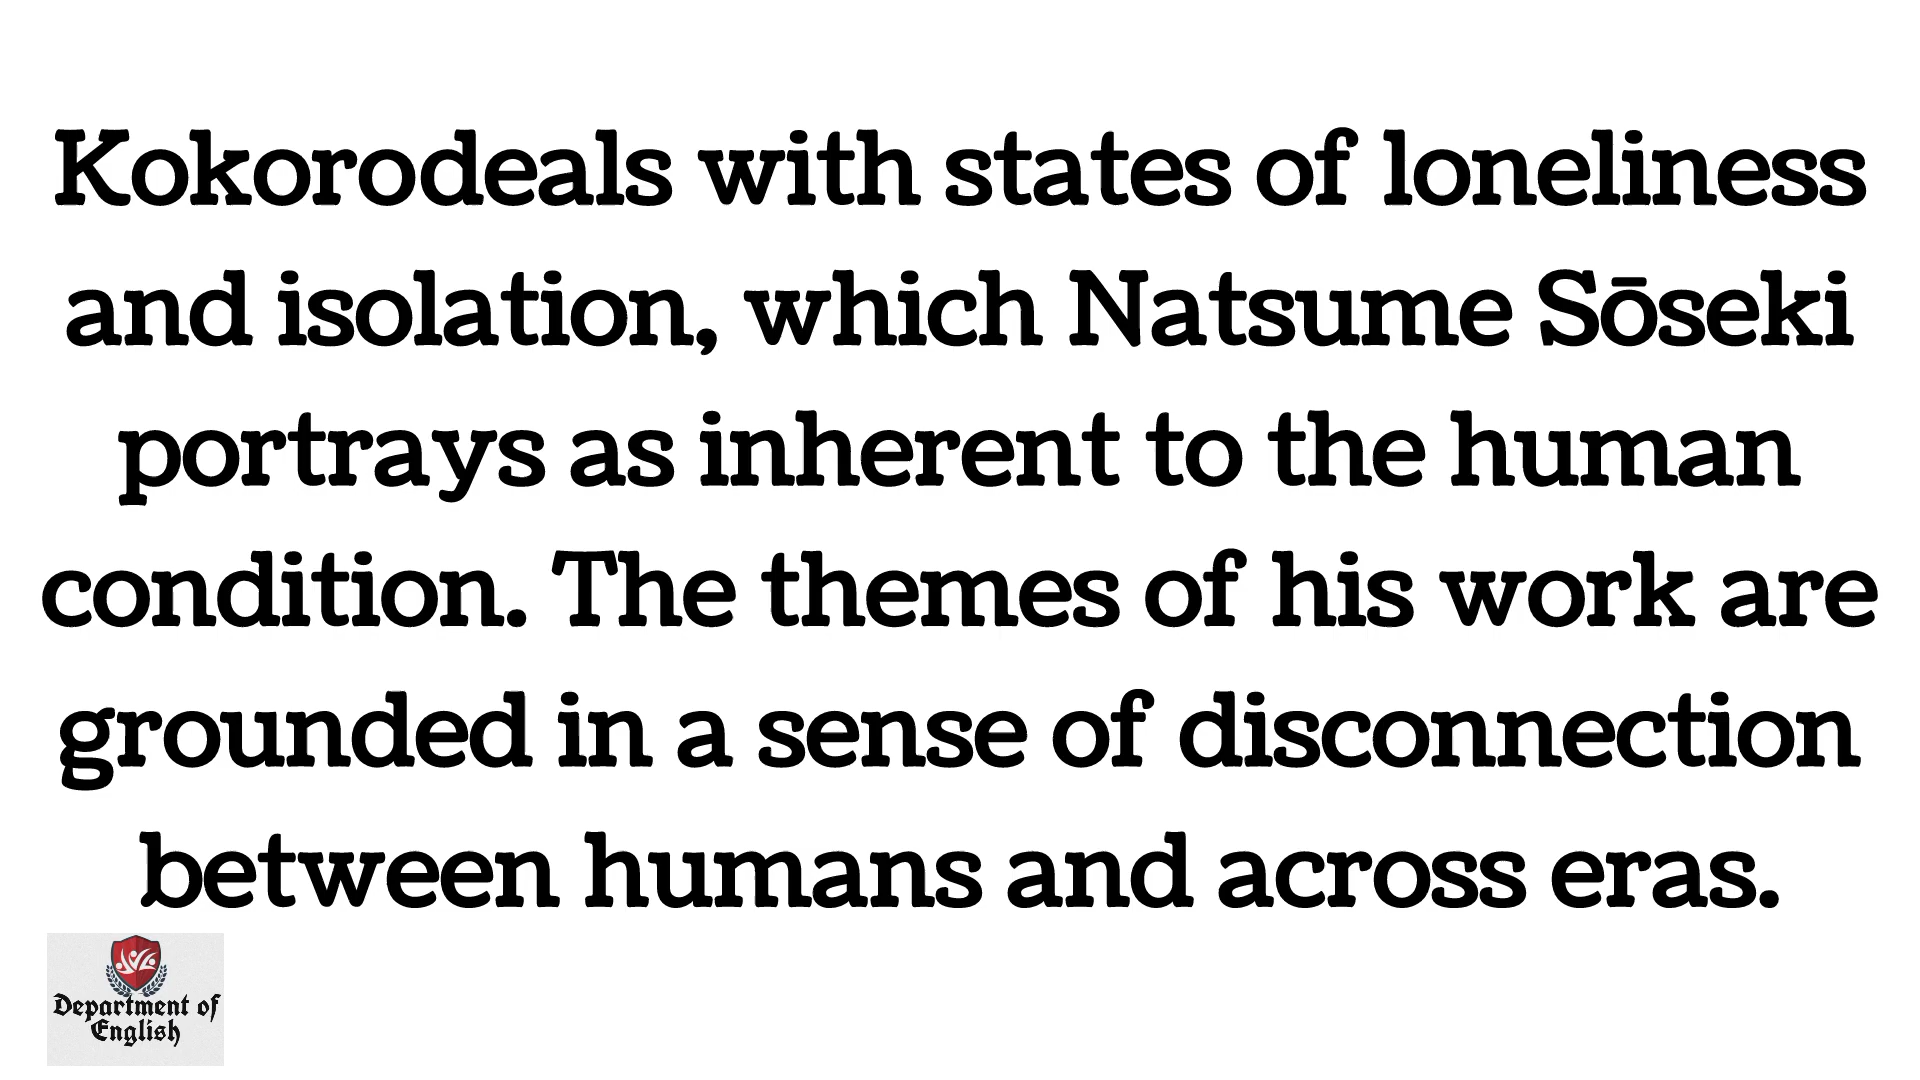 Kokorodeals with states of loneliness
and isolation, which Natsume Sōseki
portrays as inherent to the human
condition. The themes of his work are
grounded in a sense of disconnection
between humans and across eras.
Department of
English